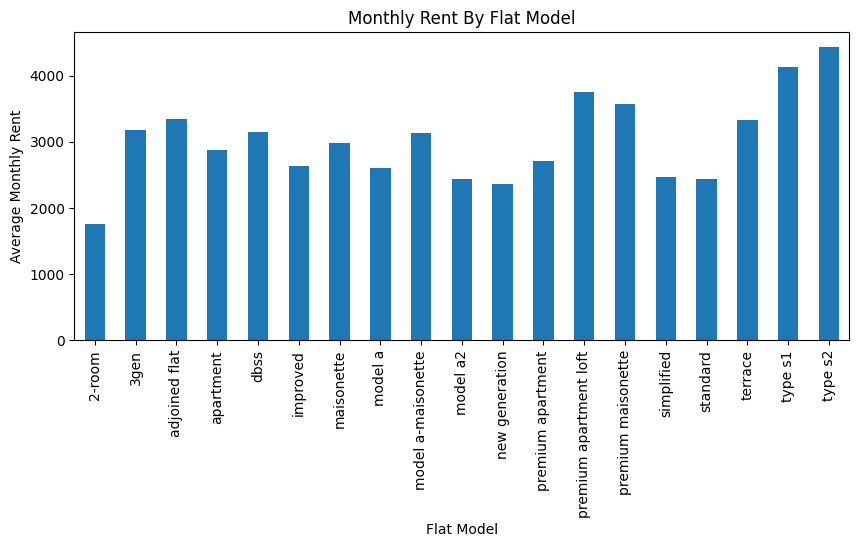 Monthly Rent By Flat Model
Average Monthly Rent
4000
3000
2000
1000
0
2-room
3gen
adjoined flat
apartment
dbss
improved
maisonette
model a
model a-maisonette
model a2
new generation
premium apartment
premium apartment loft
premium maisonette
simplified
standard
terrace
type s1
type s2
Flat Model